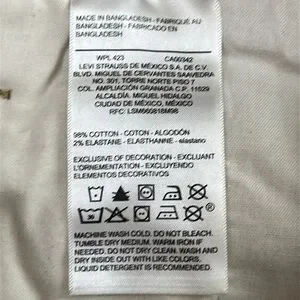 MADE IN BANGLADESH - FABRIQUÉ AU
BANGLADESH - FABRICADO EN
BANGLADESH
WPL 423 CA00342
LEVI STRAUSS DE MÉXICO S.A. DE C.V.
BLVD. MIGUEL DE CERVANTES SAAVEDRA
NO. 301, TORRE NORTE PISO 7
COL. AMPLIACIÓN GRANADA C.P. 11529
ALCALDÍA. MIGUEL HIDALGO
CIUDAD DE MÉXICO, MÉXICO
RFC: LSM660818M98
98% COTTON - COTON - ALGODÓN
2% ELASTANE - ELASTHANNE - elastano
EXCLUSIVE OF DECORATION - EXCLUANT
L'ORNEMENTATION - EXCLUYENDO
ELEMENTOS DECORATIVOS
MACHINE WASH COLD. DO NOT BLEACH.
TUMBLE DRY MEDIUM. WARM IRON IF
NEEDED. DO NOT DRY CLEAN. WASH AND
DRY INSIDE OUT WITH LIKE COLORS.
LIQUID DETERGENT IS RECOMMENDED.